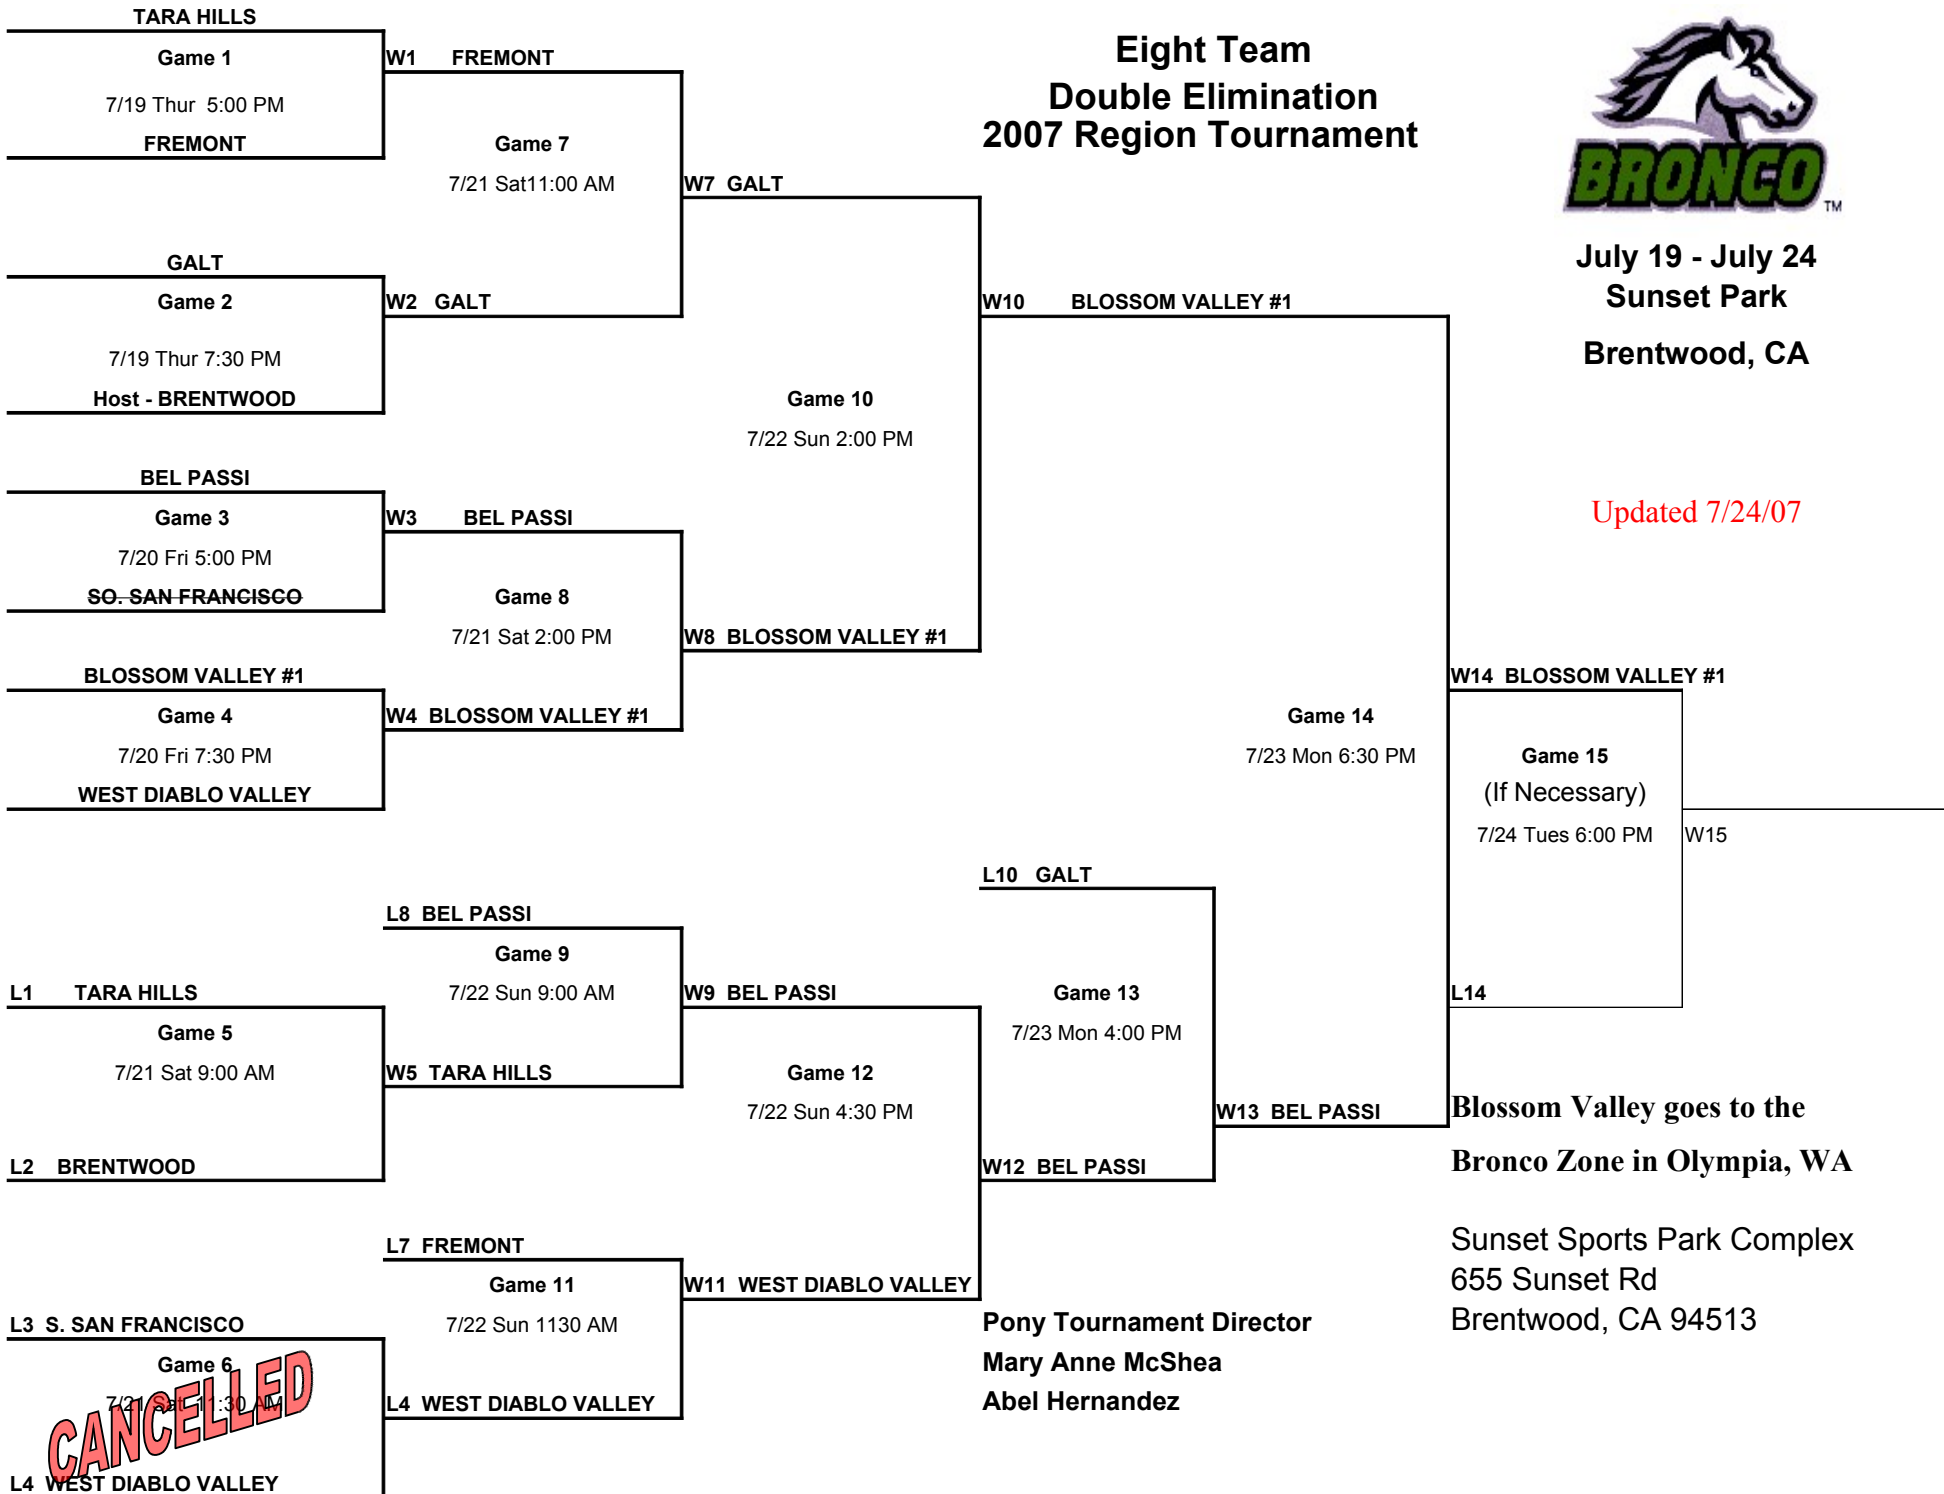 TARA HILLS
Game 1
7/19 Thur  5:00 PM
FREMONT
W1 FREMONT
Game 7
7/21 Sat11:00 AM
W7 GALT
GALT
Game 2
7/19 Thur 7:30 PM
Host - BRENTWOOD
W2 GALT
Game 10
7/22 Sun 2:00 PM
W10 BLOSSOM VALLEY #1
BEL PASSI
Game 3
7/20 Fri 5:00 PM
SO. SAN FRANCISCO
W3 BEL PASSI
Game 8
7/21 Sat 2:00 PM
W8 BLOSSOM VALLEY #1
BLOSSOM VALLEY #1
Game 4
7/20 Fri 7:30 PM
WEST DIABLO VALLEY
W4 BLOSSOM VALLEY #1
Game 14
7/23 Mon 6:30 PM
W14 BLOSSOM VALLEY #1
Game 15
(If Necessary)
7/24 Tues 6:00 PM
W15
L14
Eight Team
Double Elimination
2007 Region Tournament
BRONCO
TM
July 19 - July 24
Sunset Park
Brentwood, CA
Updated 7/24/07
L10 GALT
L8 BEL PASSI
Game 9
7/22 Sun 9:00 AM
W9 BEL PASSI
Game 13
7/23 Mon 4:00 PM
L1 TARA HILLS
Game 5
7/21 Sat 9:00 AM
W5 TARA HILLS
L2 BRENTWOOD
Game 12
7/22 Sun 4:30 PM
W13 BEL PASSI
W12 BEL PASSI
L7 FREMONT
Game 11
7/22 Sun 1130 AM
W11 WEST DIABLO VALLEY
L3 S. SAN FRANCISCO
Game 6
7/21 Sat 11:30 AM
CANCELLED
L4 WEST DIABLO VALLEY
L4 WEST DIABLO VALLEY
Blossom Valley goes to the
Bronco Zone in Olympia, WA
Sunset Sports Park Complex
655 Sunset Rd
Brentwood, CA 94513
Pony Tournament Director
Mary Anne McShea
Abel Hernandez